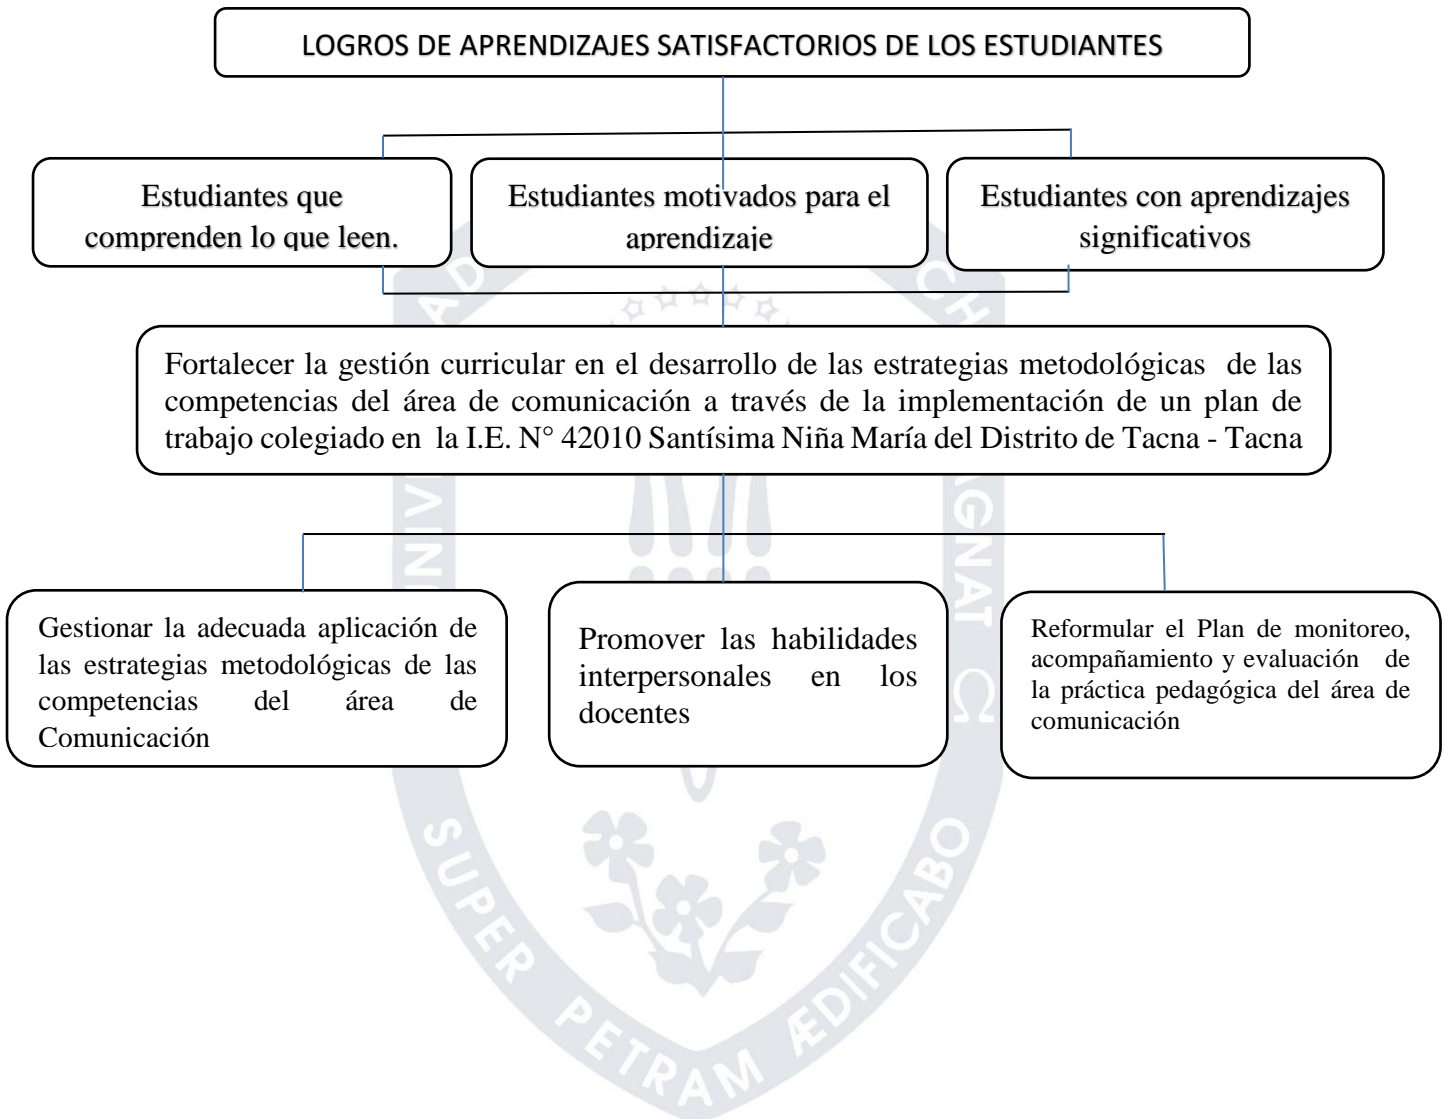 LOGROS DE APRENDIZAJES SATISFACTORIOS DE LOS ESTUDIANTES
Estudiantes que
comprenden lo que leen.
Estudiantes motivados para el
aprendizaje
Estudiantes con aprendizajes
significativos
Fortalecer la gestión curricular en el desarrollo de las estrategias metodológicas de las
competencias del área de comunicación a través de la implementación de un plan de
trabajo colegiado en la I.E. N° 42010 Santísima Niña María del Distrito de Tacna - Tacna
Gestionar la adecuada aplicación de
las estrategias metodológicas de las
competencias del área de
Comunicación
Promover las habilidades
interpersonales en los
docentes
Reformular el Plan de monitoreo,
acompañamiento y evaluación de
la práctica pedagógica del área de
comunicación
Ω
SUPER PETRAM ÆDIFICABO